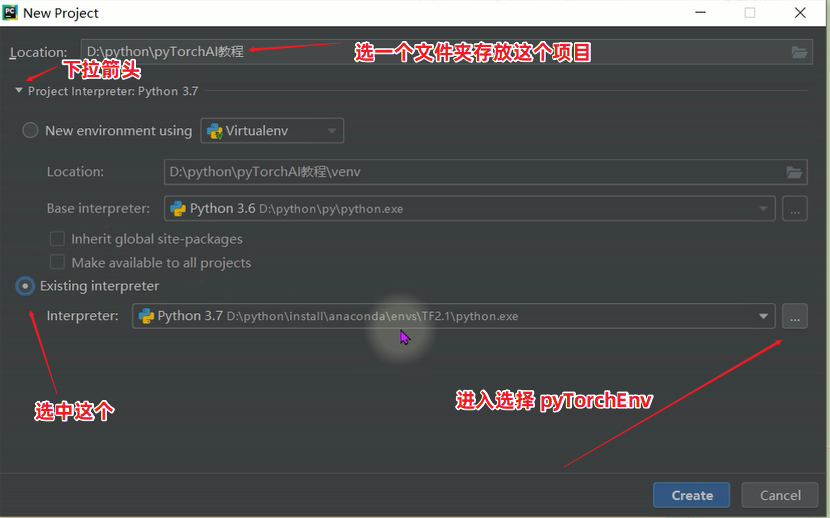 PC New Project
Location: D:\python\pyTorchAI教程
选一个文件夹存放这个项目
下拉箭头
Project Interpreter: Python 3.7
New environment using Virtualenv
Location: D:\python\pyTorchAI教程\venv
Base interpreter: Python 3.6 D:\python\py\python.exe ...
Inherit global site-packages
Make available to all projects
Existing interpreter
Interpreter: Python 3.7 D:\python\install\anaconda\envs\TF2.1\python.exe ...
选中这个
进入选择 pyTorchEnv
Create Cancel